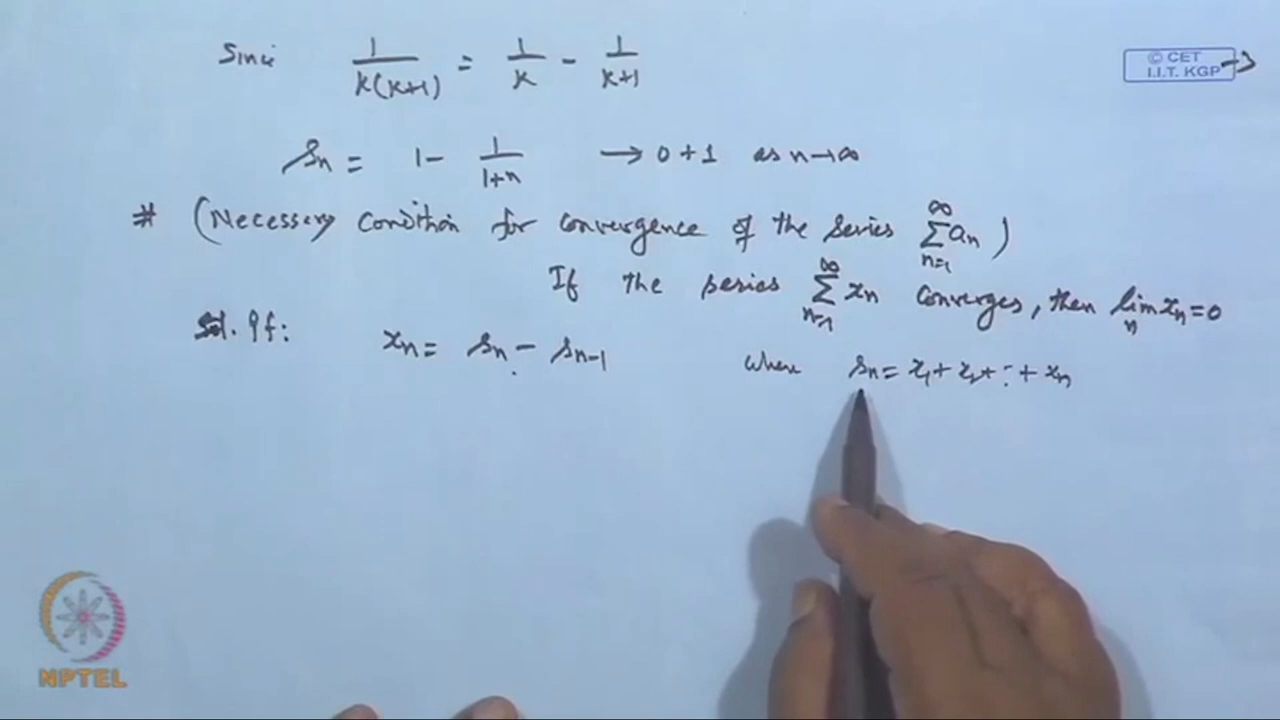 Since 1/k(k+1) = 1/k - 1/k+1
© CET
I.I.T. KGP
Sn = 1 - 1/1+n → 0+1 as n→∞
# (Necessary Condition for Convergence of the Series ∞∑n=1 an)
If the series ∞∑n=1 xn Converges, then lim n xn = 0
Pf: xn = sn - sn-1 where sn = x1 + x2 + .. + xn
NPTEL